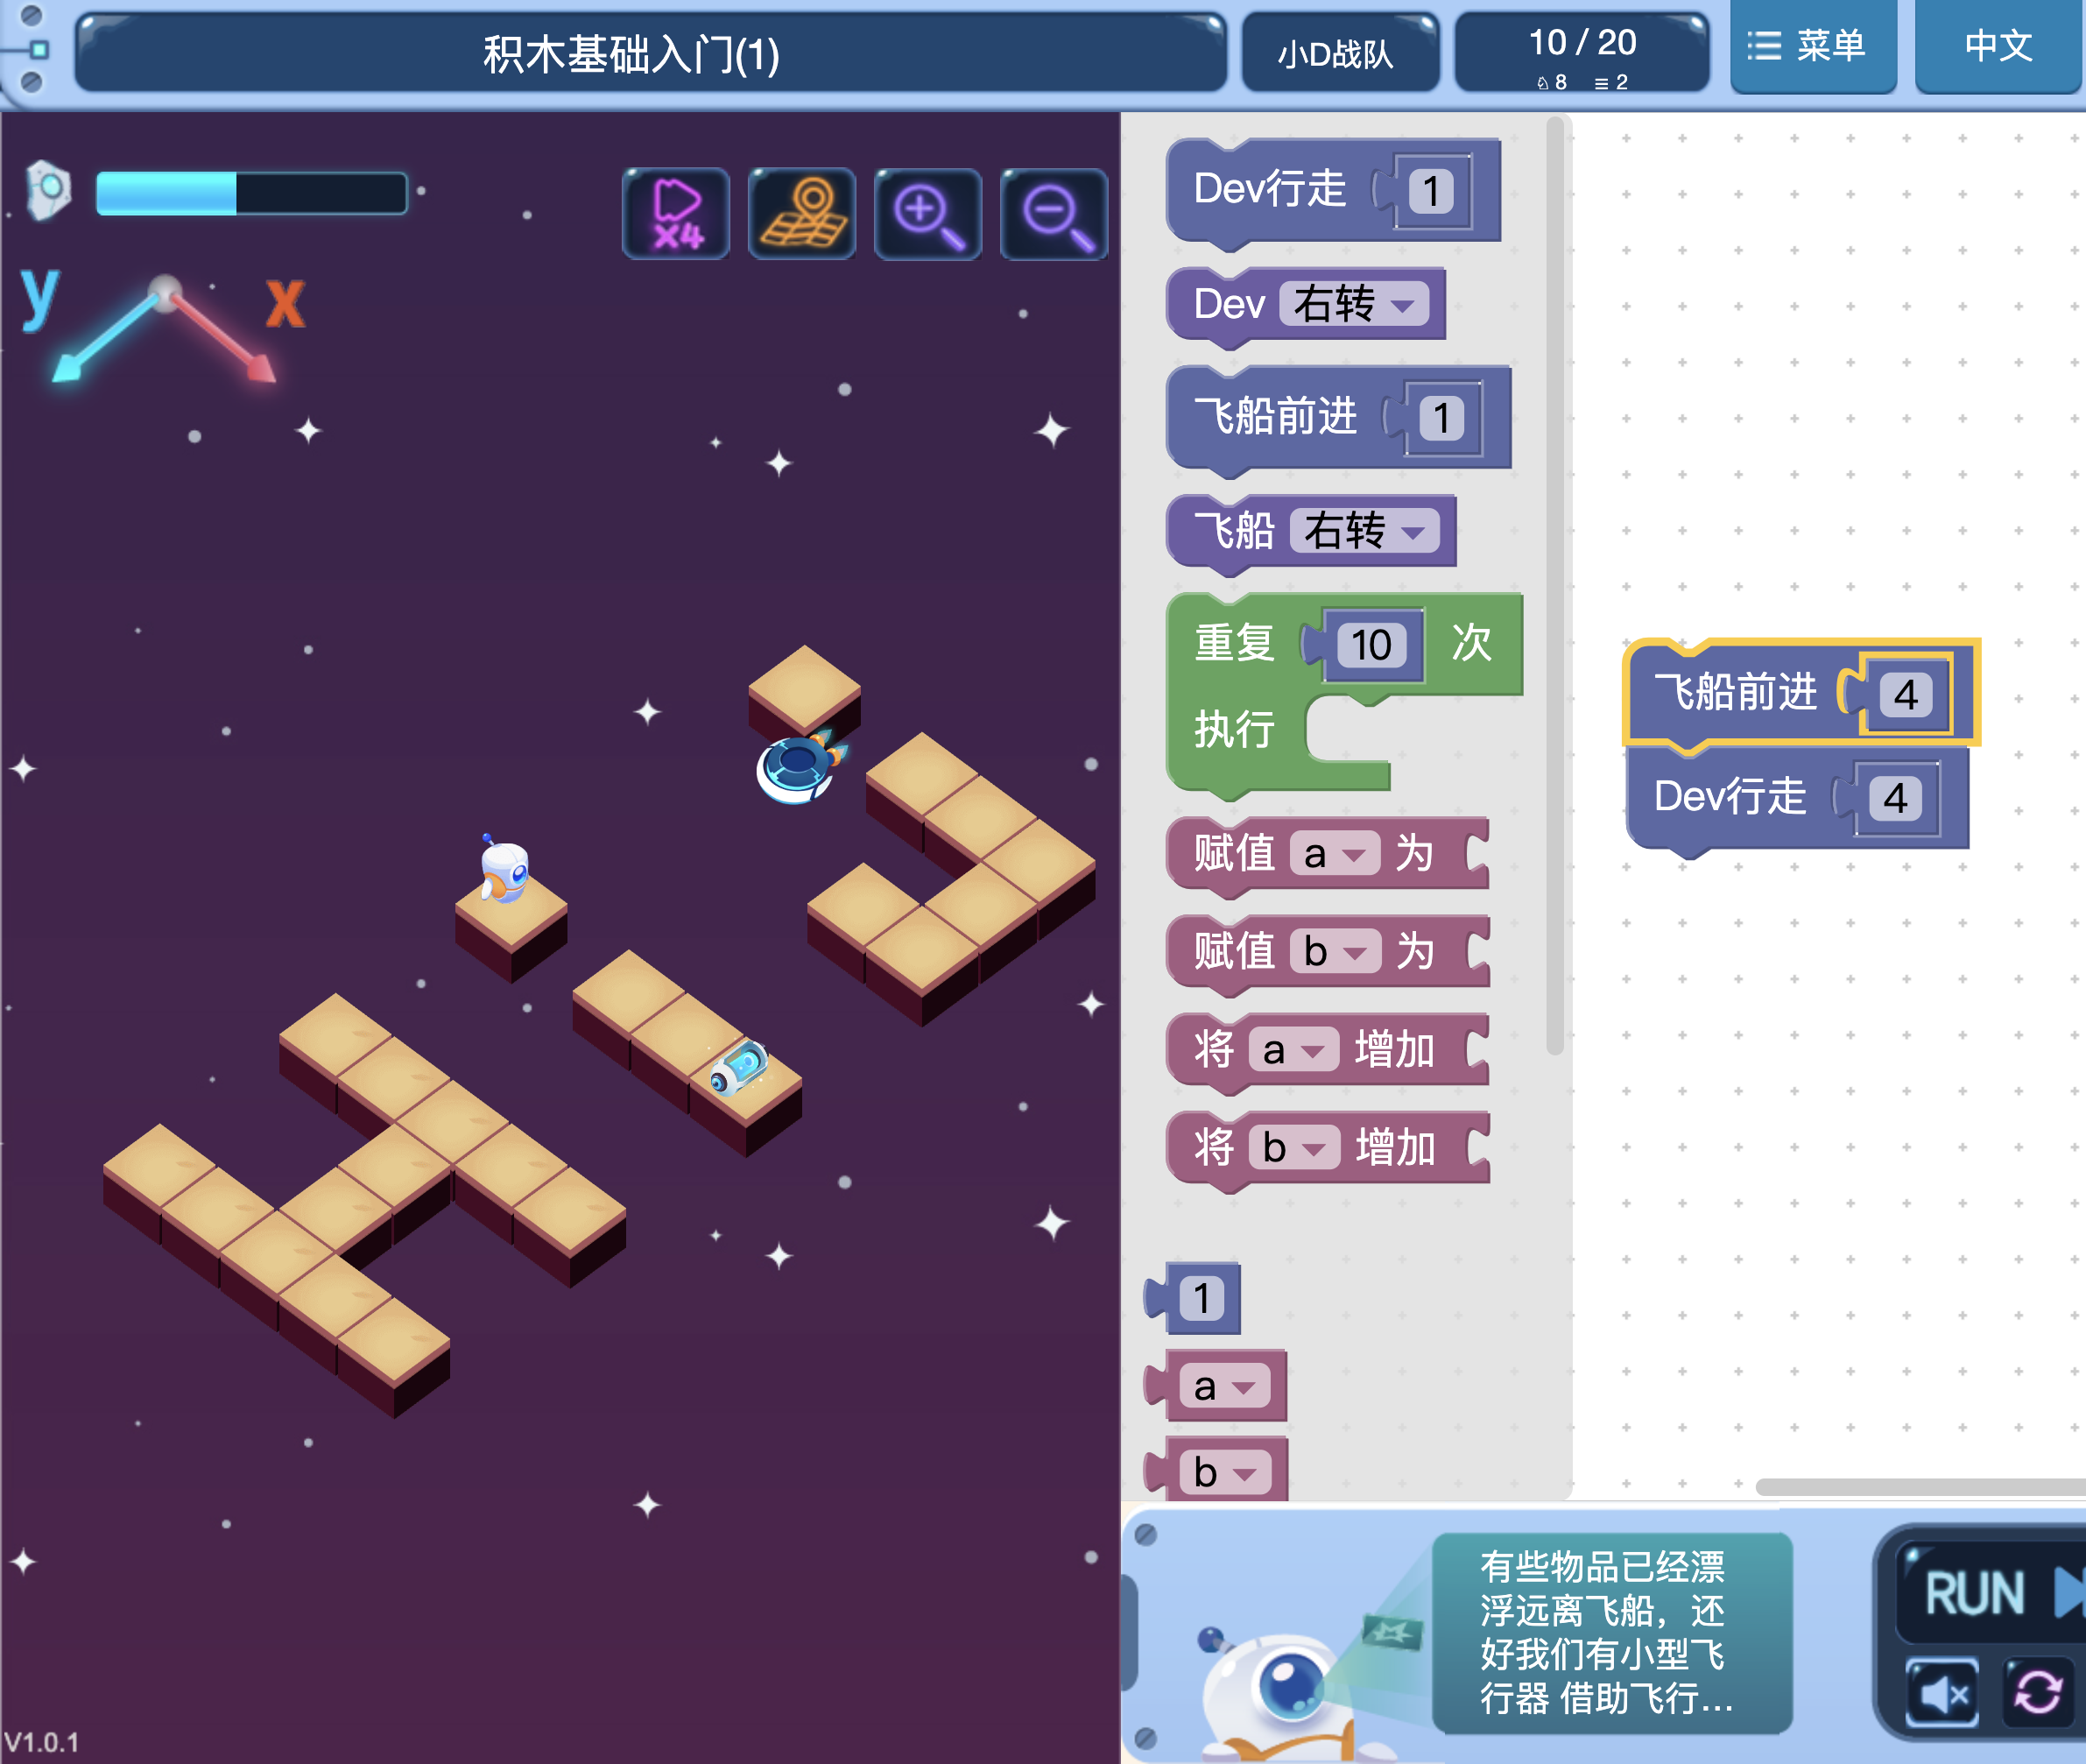 积木基础入门(1)
小D战队
10 / 20
8
2
菜单
中文
x4
y
x
Dev行走 1
Dev 右转
飞船前进 1
飞船 右转
重复 10 次
执行
赋值 a 为
赋值 b 为
将 a 增加
将 b 增加
1
a
b
飞船前进 4
Dev行走 4
有些物品已经漂
浮远离飞船，还
好我们有小型飞
行器 借助飞行...
RUN
V1.0.1